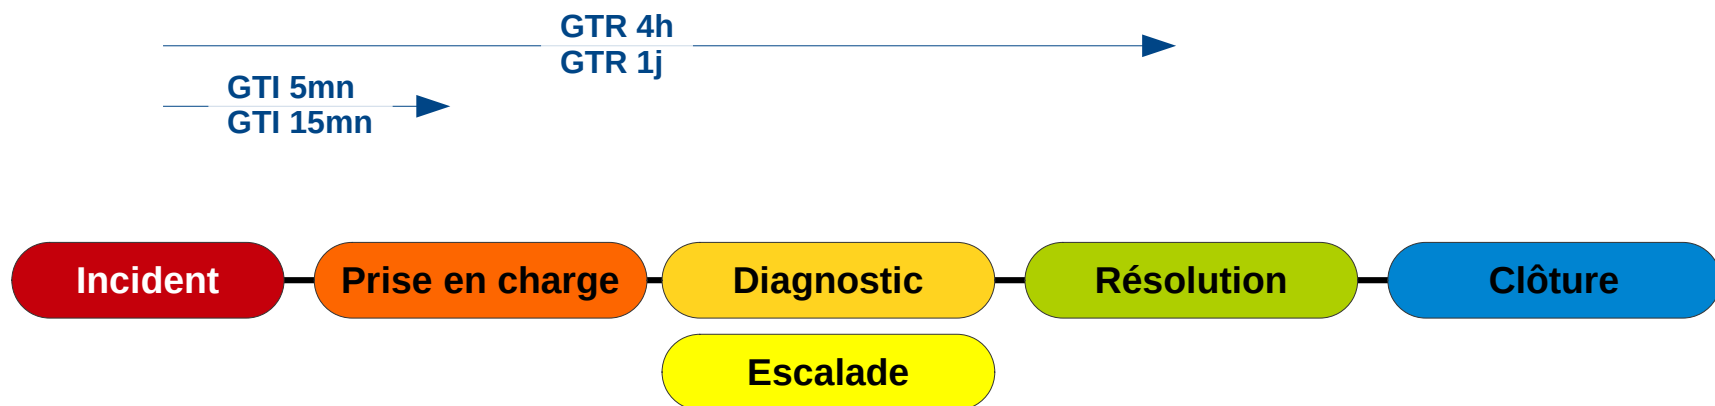 GTR 4h
GTR 1j
GTI 5mn
GTI 15mn
Incident
Prise en charge
Diagnostic
Résolution
Clôture
Escalade